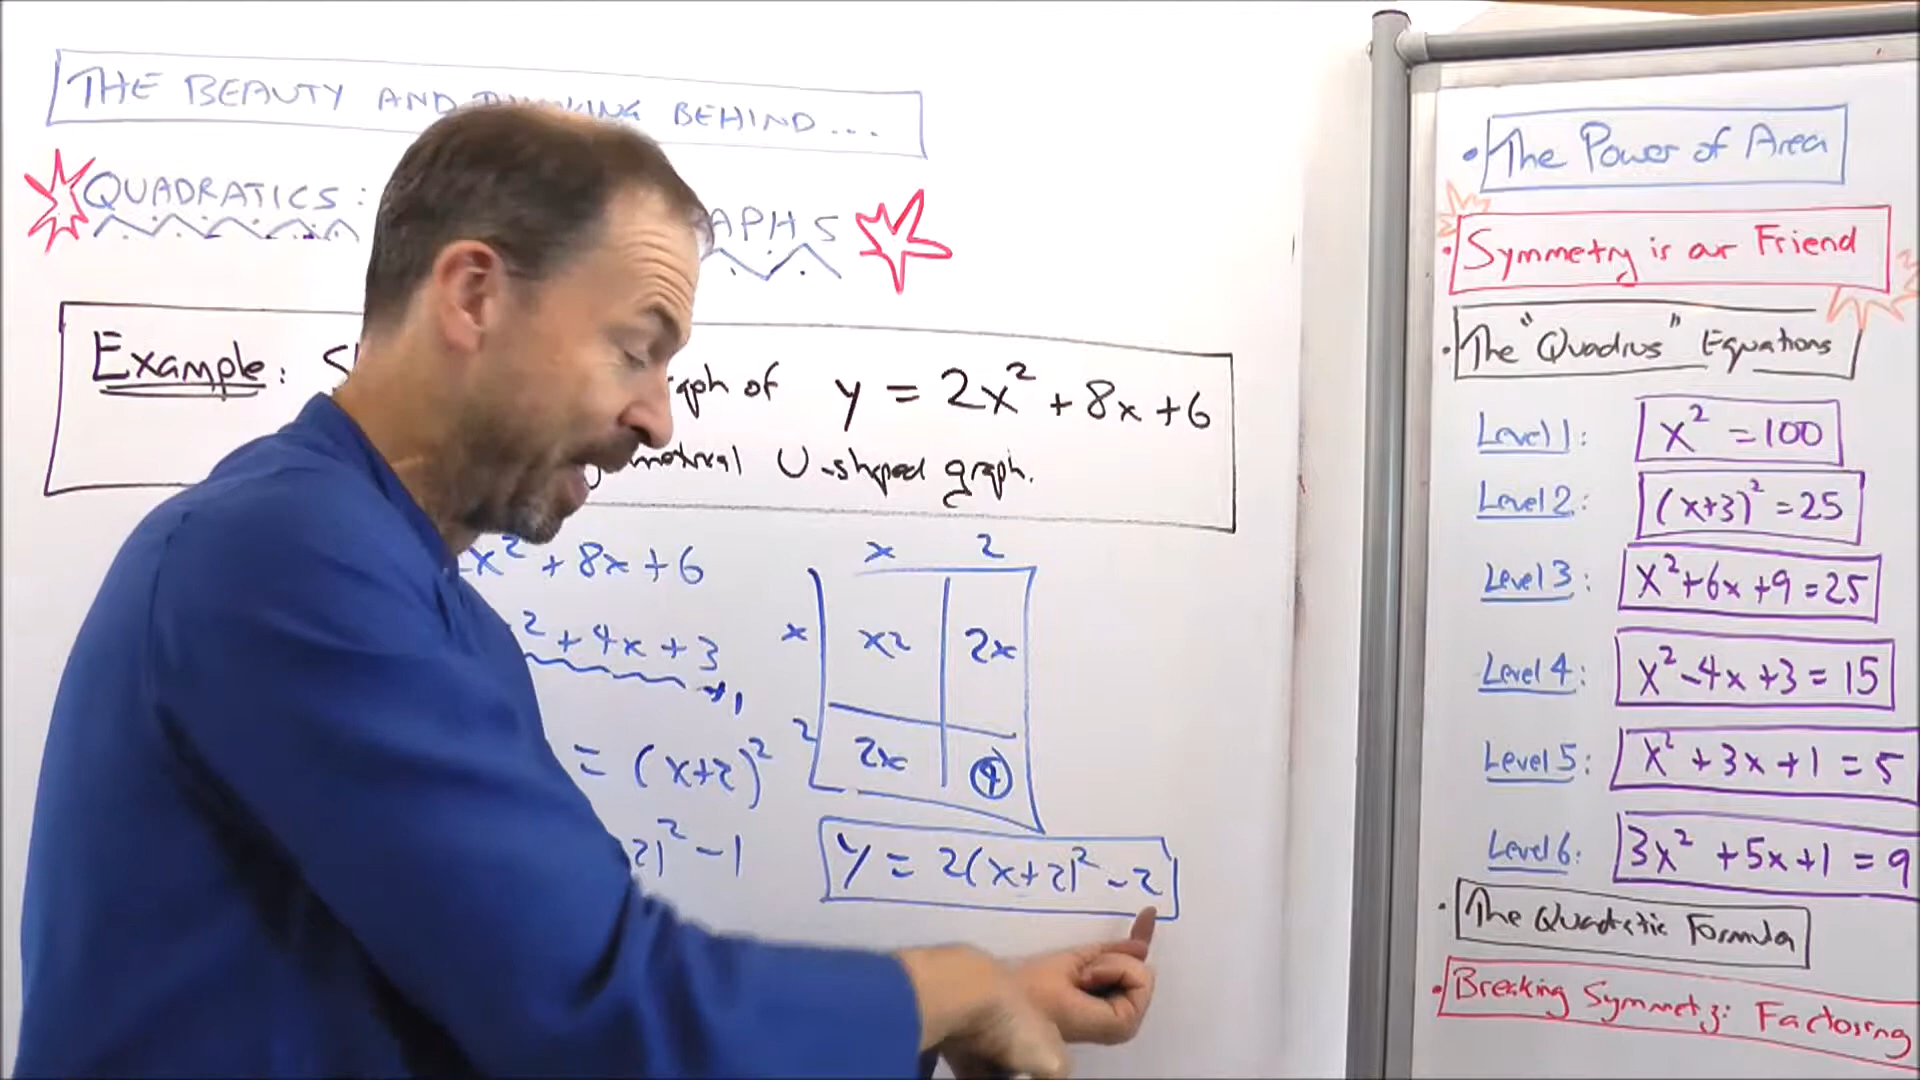 THE BEAUTY AND BEHIND...
QUADRATICS:
APHS
Example: S
raph of y = 2x² + 8x + 6
metrical U-shaped graph.
x² + 8x + 6
² + 4x + 3
x 2
x x2 2x
2 2x 4
= (x+2)²
2)² - 1
y = 2(x+2)² - 2
• The Power of Area
• Symmetry is our Friend
• The "Quadrus" Equations
Level 1: x² = 100
Level 2: (x+3)² = 25
Level 3: x² + 6x + 9 = 25
Level 4: x² - 4x + 3 = 15
Level 5: x² + 3x + 1 = 5
Level 6: 3x² + 5x + 1 = 9
• The Quadratic Formula
• Breaking Symmetry: Factoring